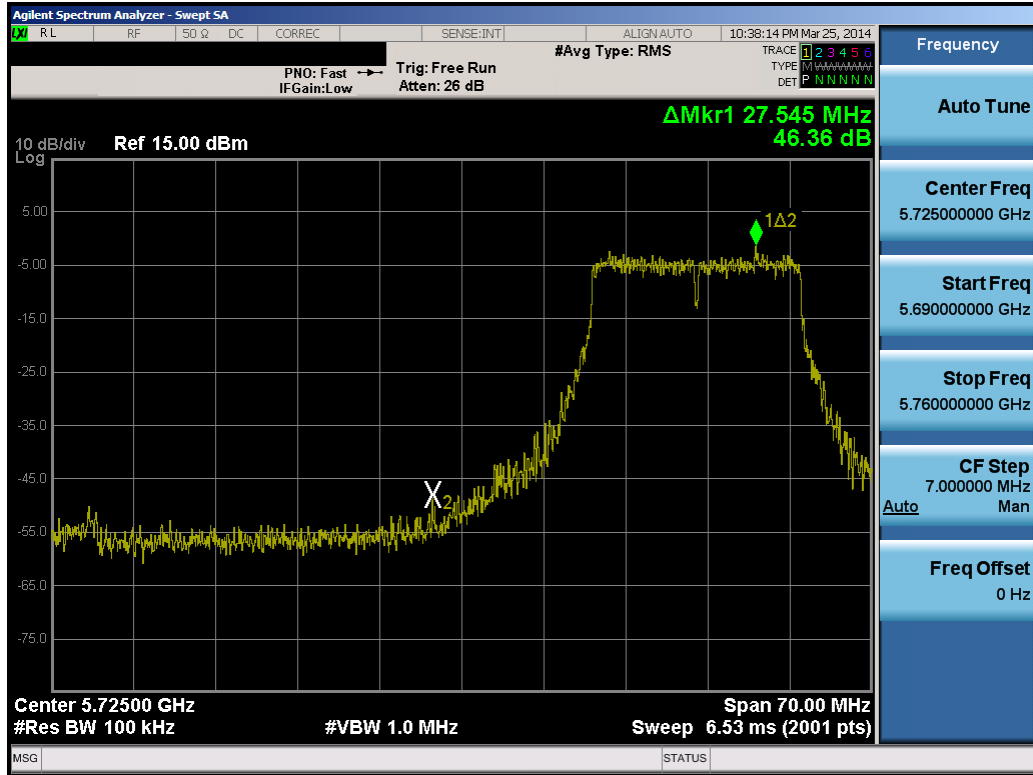 Agilent Spectrum Analyzer - Swept SA
LXI RL RF 50 Ω DC CORREC SENSE:INT ALIGN AUTO 10:38:14 PM Mar 25, 2014
#Avg Type: RMS
TRACE 1 2 3 4 5 6
PNO: Fast
Trig: Free Run
TYPE M WWWWW
IFGain:Low
Atten: 26 dB
DET P N N N N N
ΔMkr1 27.545 MHz
46.36 dB
10 dB/div Ref 15.00 dBm
Log
5.00
1Δ2
-5.00
-15.0
-25.0
-35.0
-45.0
X2
-55.0
-65.0
-75.0
Center 5.72500 GHz Span 70.00 MHz
#Res BW 100 kHz #VBW 1.0 MHz Sweep 6.53 ms (2001 pts)
MSG STATUS
Frequency
Auto Tune
Center Freq
5.725000000 GHz
Start Freq
5.690000000 GHz
Stop Freq
5.760000000 GHz
CF Step
7.000000 MHz
Auto Man
Freq Offset
0 Hz